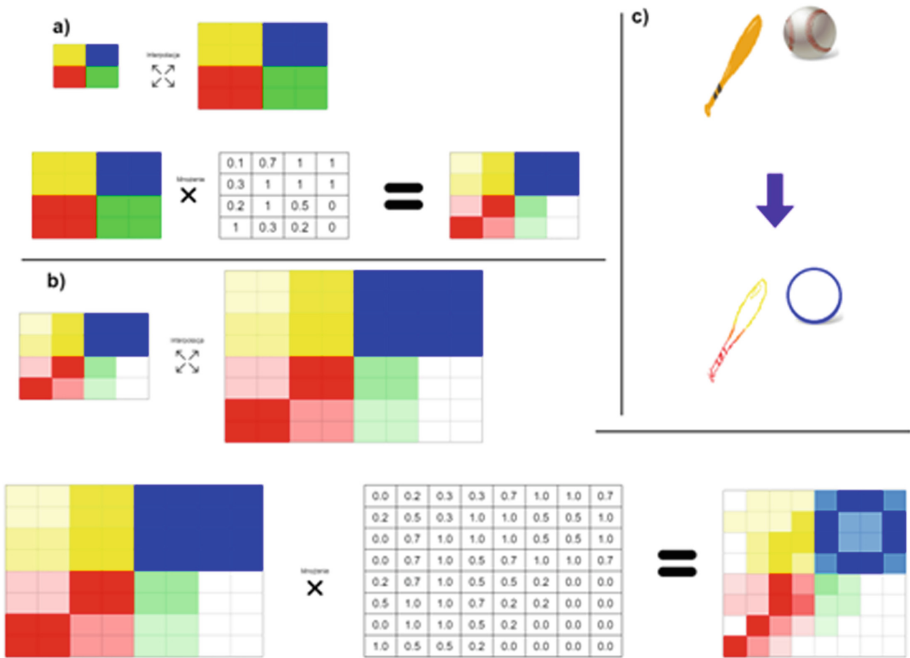 a)
Interpolacja
Mnożenie
0.1 0.7 1 1
0.3 1 1 1
0.2 1 0.5 0
1 0.3 0.2 0
b)
Interpolacja
Mnożenie
0.0 0.2 0.3 0.3 0.7 1.0 1.0 0.7
0.2 0.5 0.3 1.0 1.0 0.5 0.5 1.0
0.0 0.7 1.0 1.0 1.0 0.5 0.5 1.0
0.0 0.7 1.0 0.5 0.7 1.0 1.0 0.7
0.2 0.7 1.0 0.5 0.5 0.2 0.0 0.0
0.5 1.0 1.0 0.7 0.2 0.2 0.0 0.0
0.0 1.0 1.0 0.5 0.2 0.0 0.0 0.0
1.0 0.5 0.5 0.2 0.0 0.0 0.0 0.0
c)